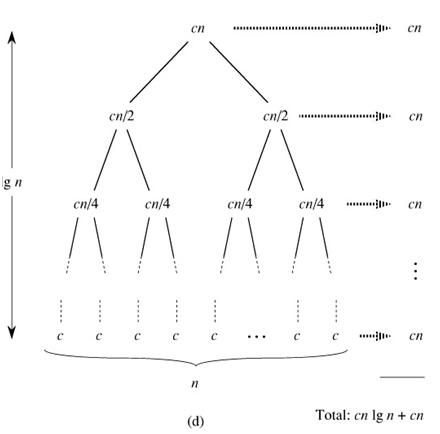 cn cn
cn/2 cn/2 cn
lg n
cn/4 cn/4 cn/4 cn/4 cn
⋮
c c c c c ... c c cn
n
(d)
Total: cn lg n + cn